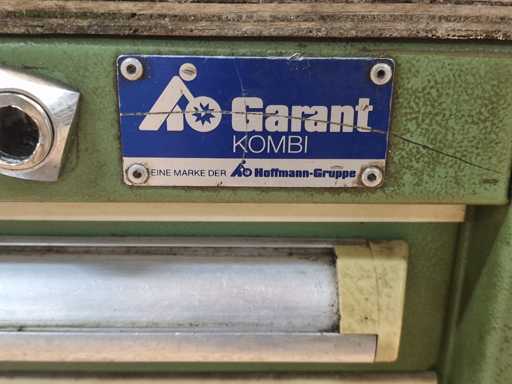 Garant
KOMBI
EINE MARKE DER Hoffmann-Gruppe